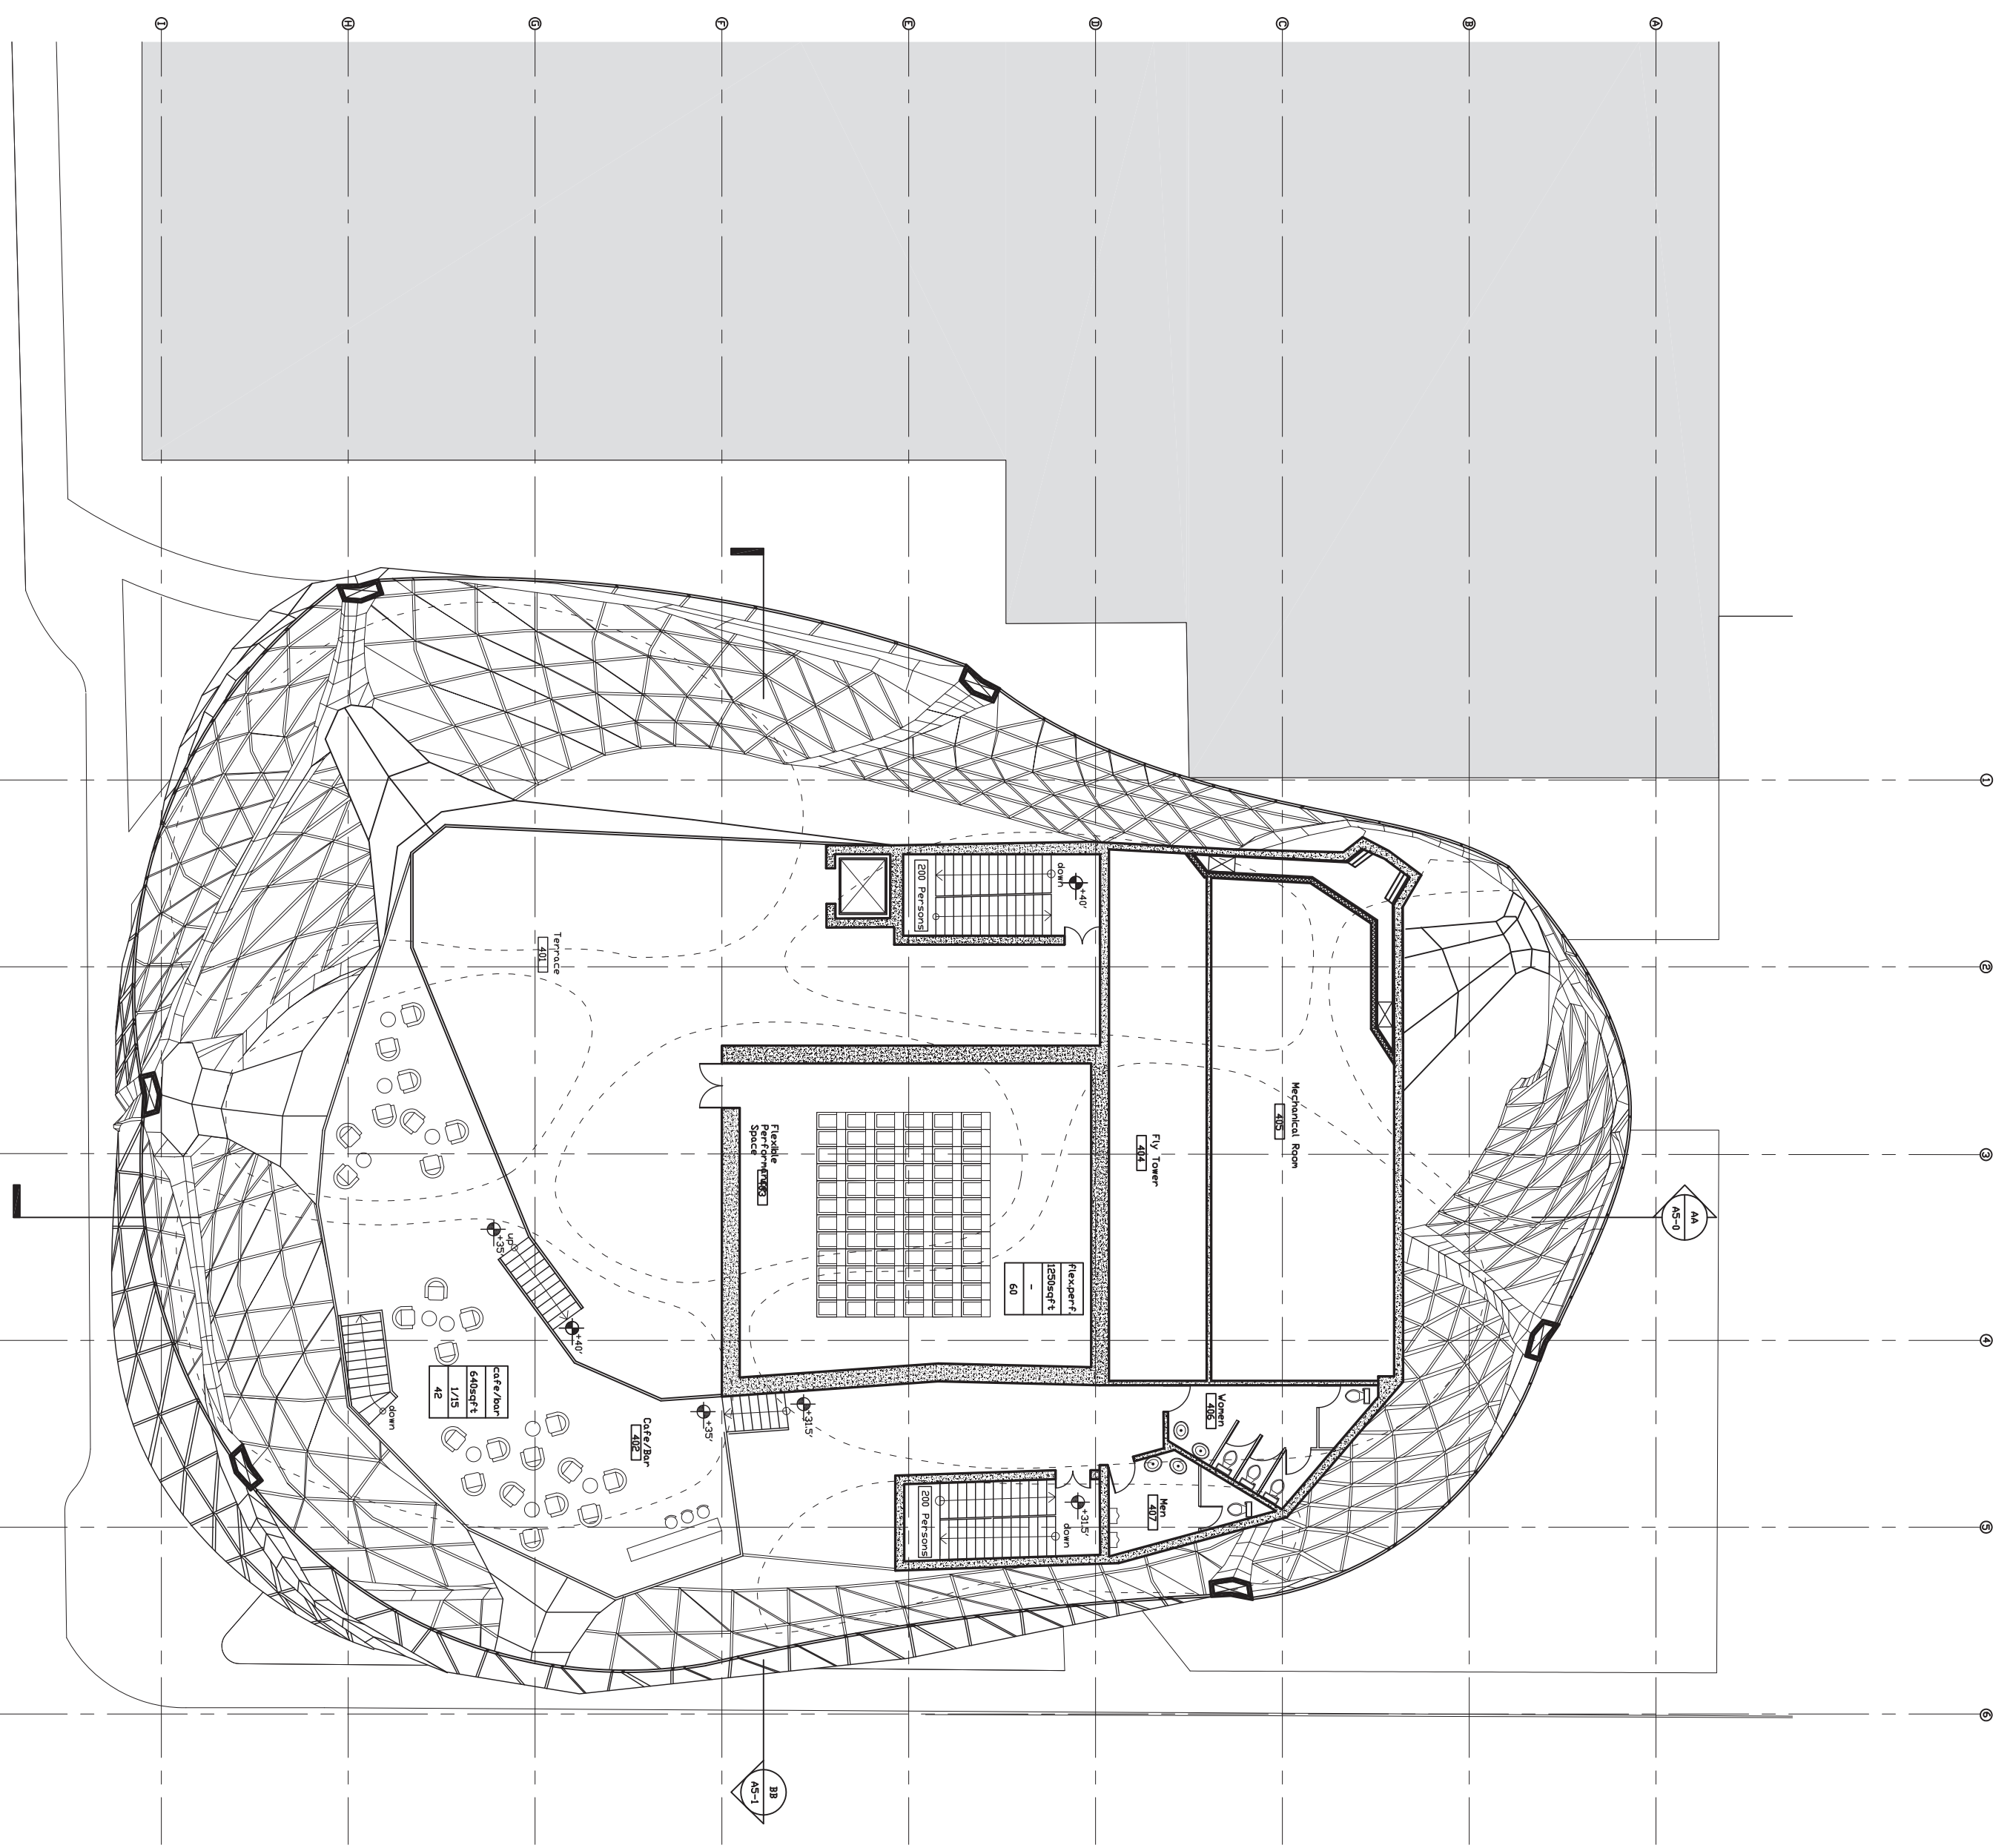 I
H
G
F
E
D
C
B
A
1
2
3
4
5
6
down
+40'
200 Persons
Terrace
401
Mechanical Room
405
Fly Tower
404
Flexible
Space
flex.perf.
1250sqft
-
60
AA
A5-0
up
+35'
+40'
cafe/bar
640sqft
1/15
42
down
Cafe/Bar
402
+35'
+31.5'
Women
406
Men
407
+31.5'
down
200 Persons
BB
A5-1